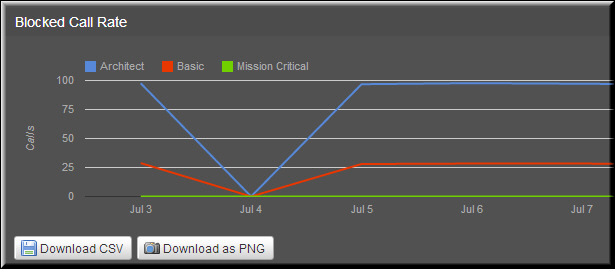 Blocked Call Rate
Architect Basic Mission Critical
100
75
Calls
50
25
0
Jul 3 Jul 4 Jul 5 Jul 6 Jul 7
Download CSV Download as PNG